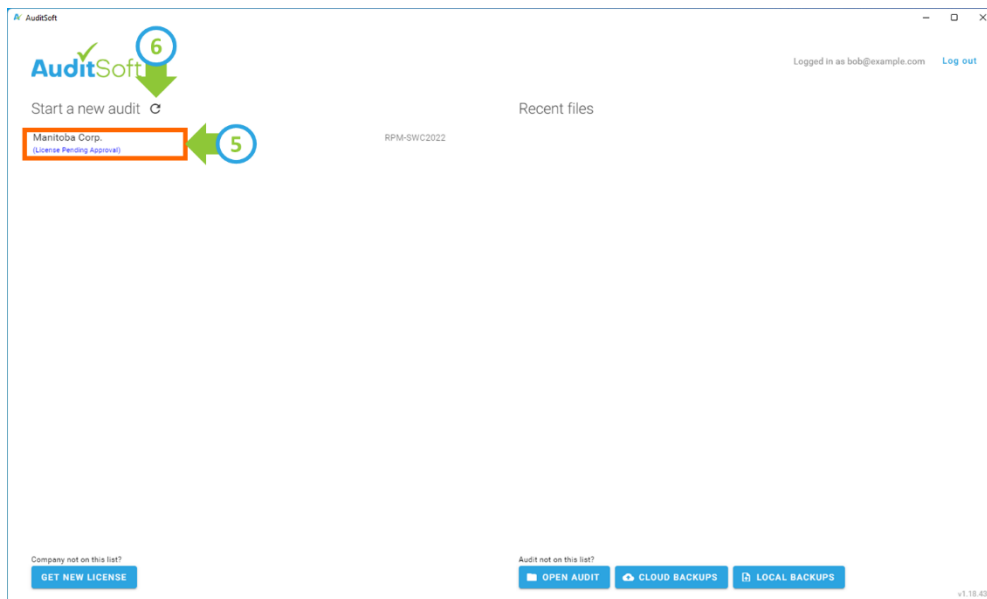 AuditSoft
6
AuditSoft
Logged in as bob@example.com Log out
Start a new audit
Recent files
Manitoba Corp.
RPM-SWC2022
(License Pending Approval)
5
Company not on this list?
GET NEW LICENSE
Audit not on this list?
OPEN AUDIT
CLOUD BACKUPS
LOCAL BACKUPS
v1.18.43